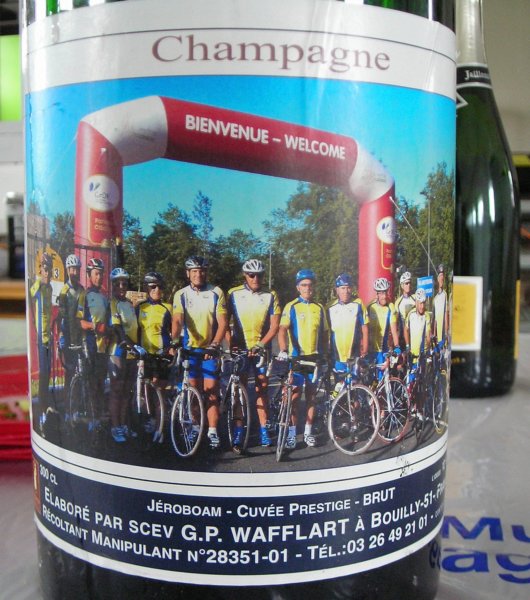 Champagne
BIENVENUE – WELCOME
300 CL
JÉROBOAM - CUVÉE PRESTIGE - BRUT
ELABORÉ PAR SCEV G.P. WAFFLART À BOUILLY-51-
RÉCOLTANT MANIPULANT N°28351-01 - TÉL.:03 26 49 21 01